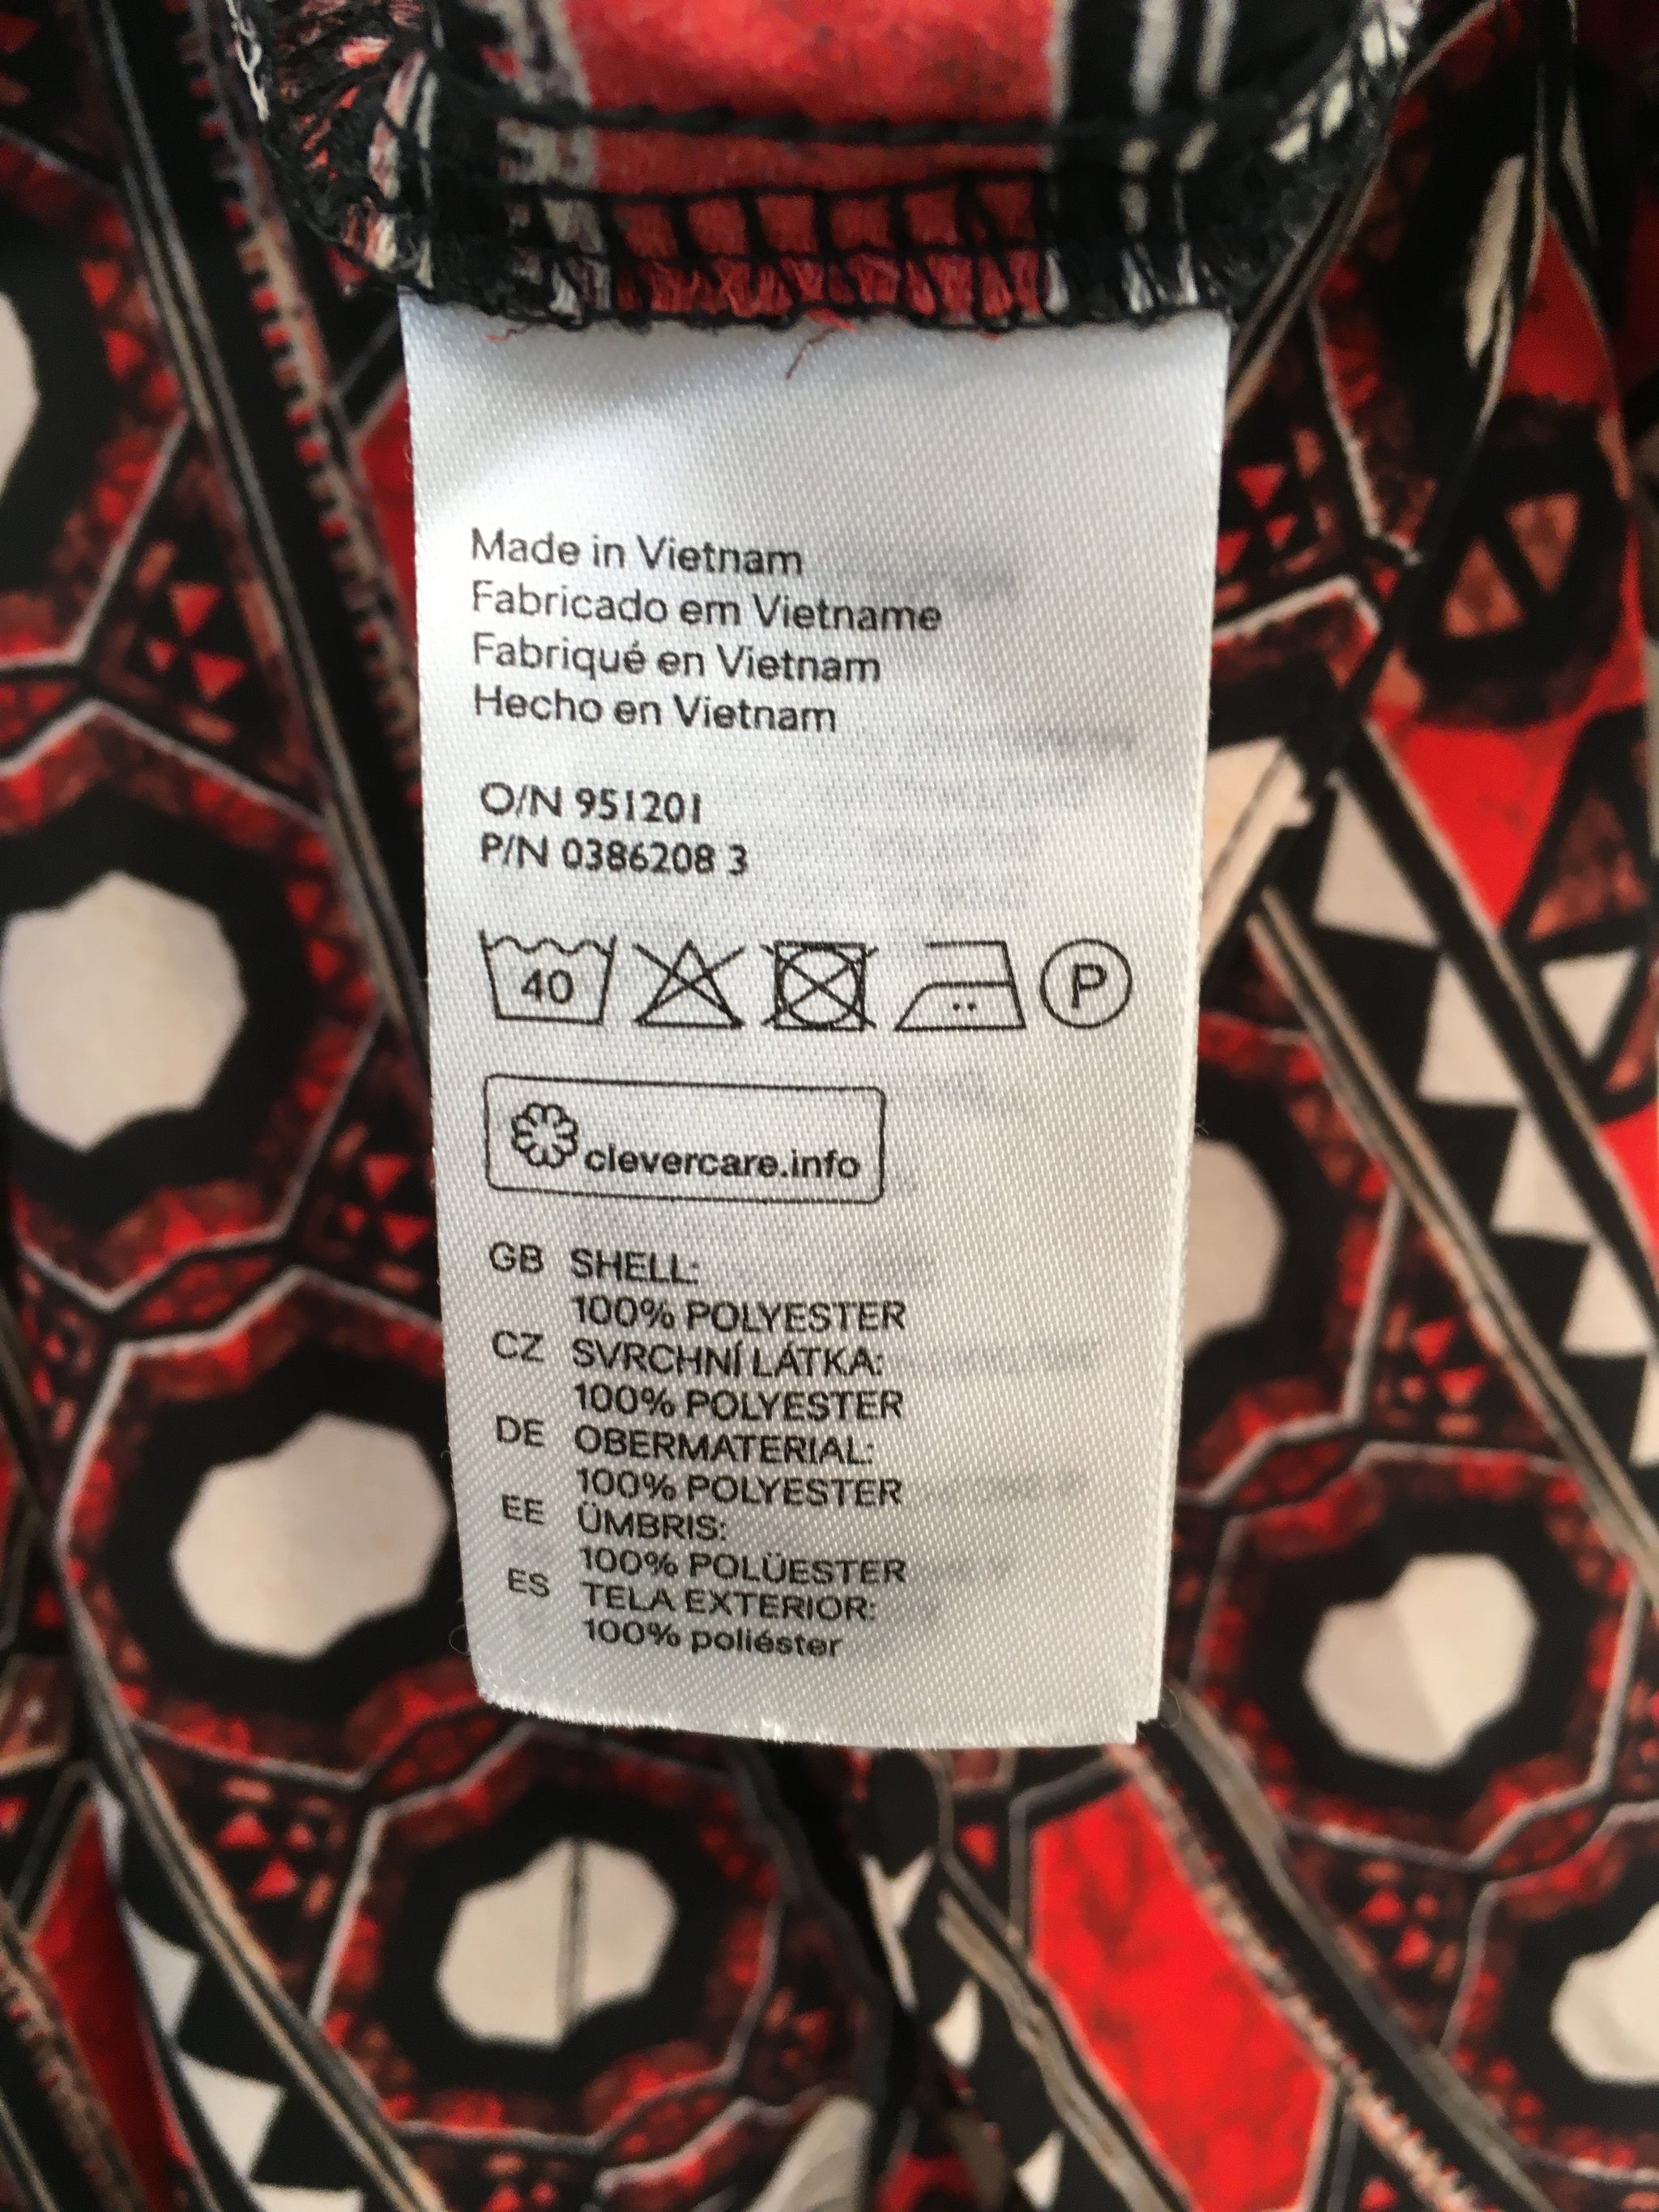 Made in Vietnam
Fabricado em Vietname
Fabriqué en Vietnam
Hecho en Vietnam
O/N 951201
P/N 0386208 3
40 P
clevercare.info
GB SHELL:
100% POLYESTER
CZ SVRCHNÍ LÁTKA:
100% POLYESTER
DE OBERMATERIAL:
100% POLYESTER
EE ÜMBRIS:
100% POLÜESTER
ES TELA EXTERIOR:
100% poliéster